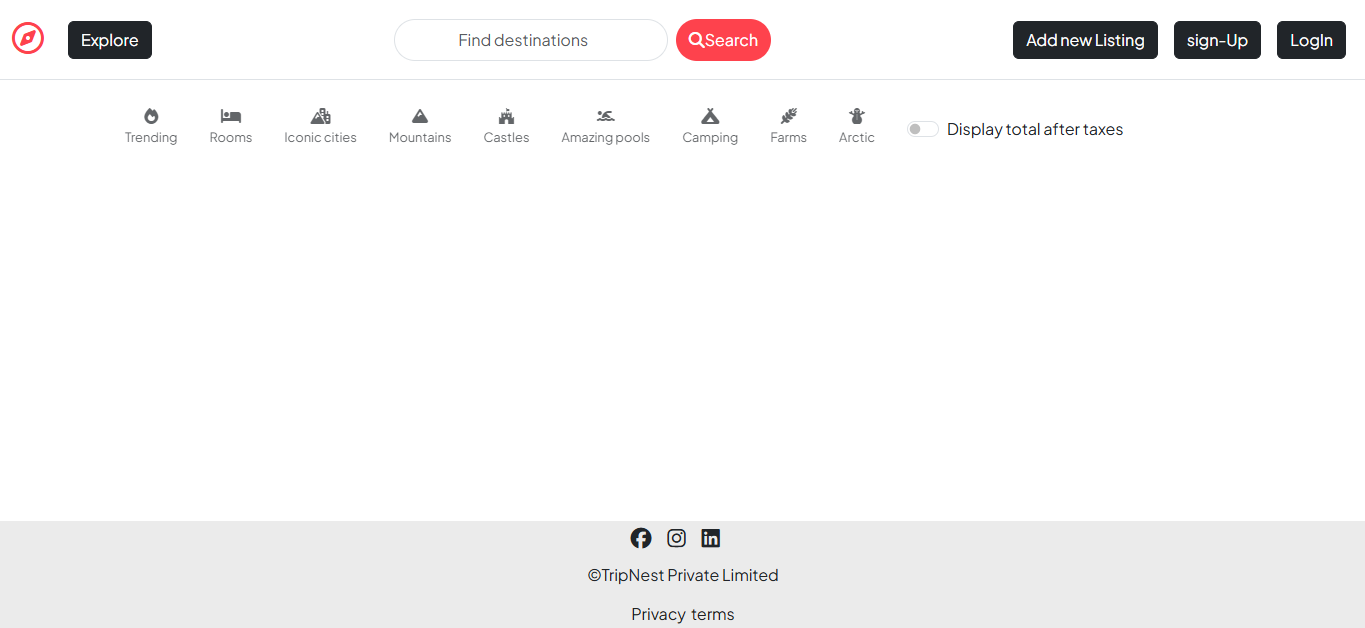 Explore
Find destinations
Search
Add new Listing
sign-Up
LogIn
Trending
Rooms
Iconic cities
Mountains
Castles
Amazing pools
Camping
Farms
Arctic
Display total after taxes
©TripNest Private Limited
Privacy terms